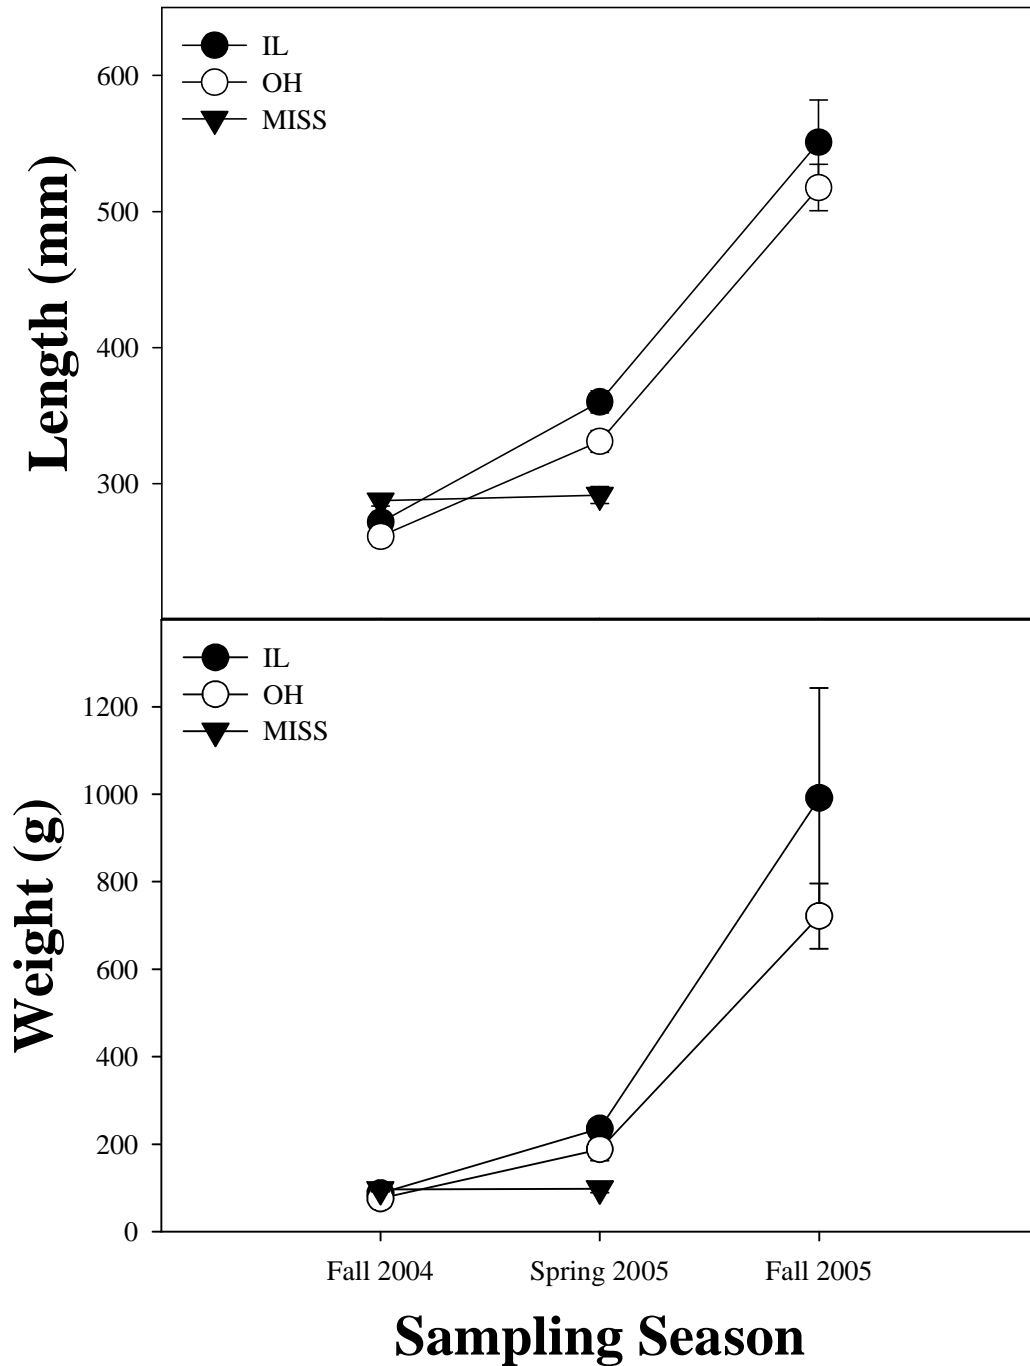 IL
OH
MISS
600
500
400
300
Length (mm)
IL
OH
MISS
1200
1000
800
600
400
200
0
Weight (g)
Fall 2004 Spring 2005 Fall 2005
Sampling Season